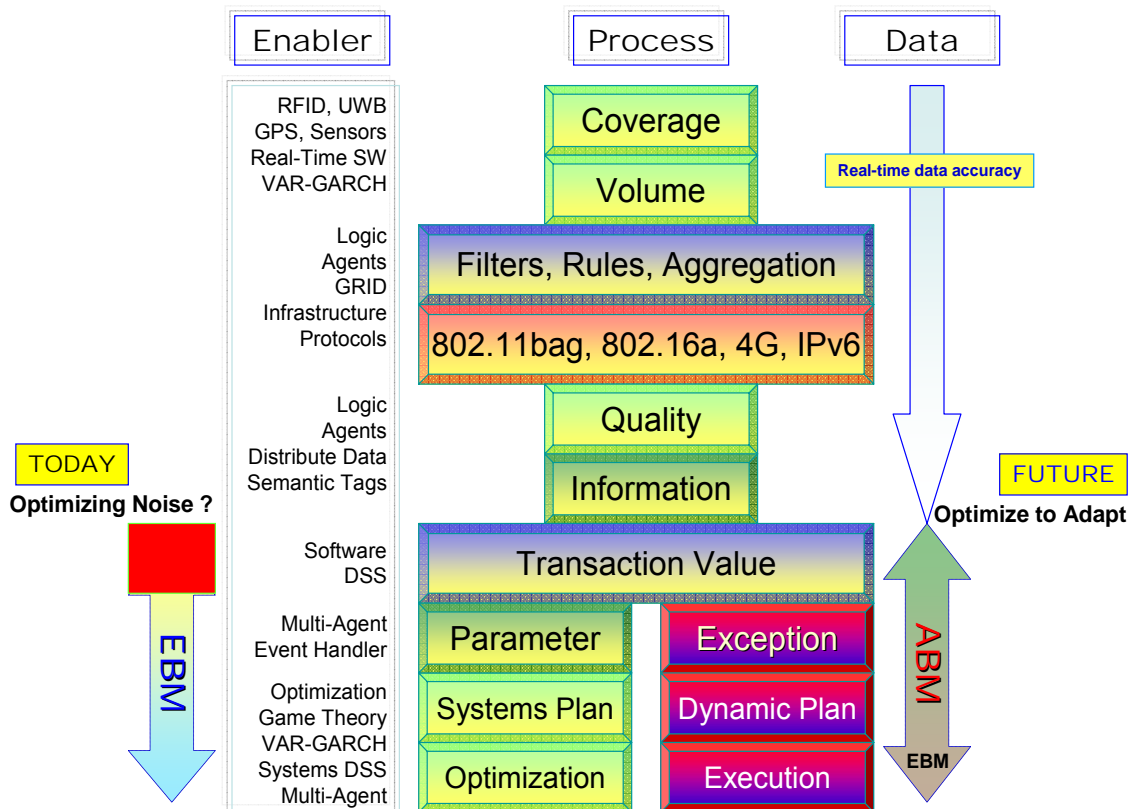 Enabler
Process
Data
RFID, UWB
GPS, Sensors
Real-Time SW
VAR-GARCH
Logic
Agents
GRID
Infrastructure
Protocols
Logic
Agents
Distribute Data
Semantic Tags
Software
DSS
Multi-Agent
Event Handler
Optimization
Game Theory
VAR-GARCH
Systems DSS
Multi-Agent
Coverage
Volume
Filters, Rules, Aggregation
802.11bag, 802.16a, 4G, IPv6
Quality
Information
Transaction Value
Parameter
Exception
Systems Plan
Dynamic Plan
Optimization
Execution
Real-time data accuracy
TODAY
Optimizing Noise ?
EBM
FUTURE
Optimize to Adapt
ABM
EBM